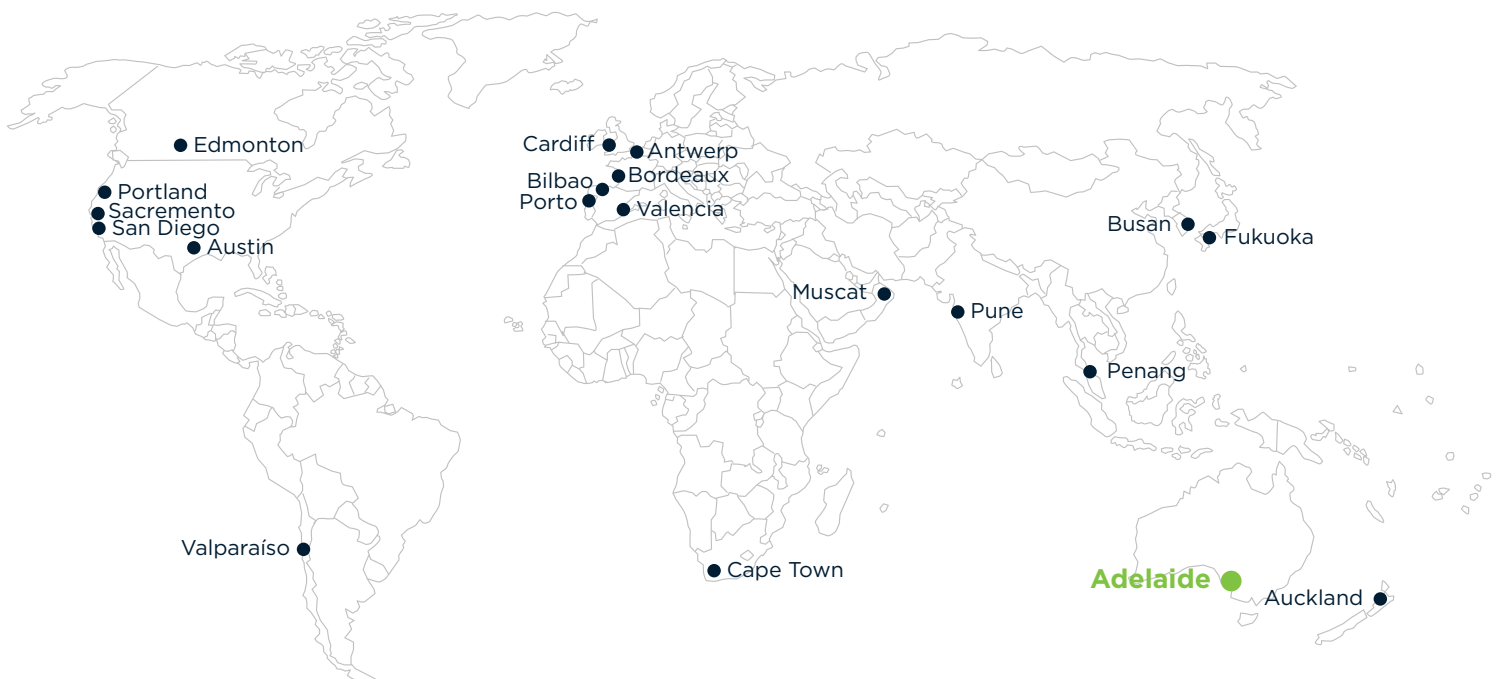 Edmonton
Portland
Sacremento
San Diego
Austin
Valparaíso
Cardiff
Antwerp
Bordeaux
Bilbao
Porto
Valencia
Cape Town
Muscat
Pune
Busan
Fukuoka
Penang
Adelaide
Auckland